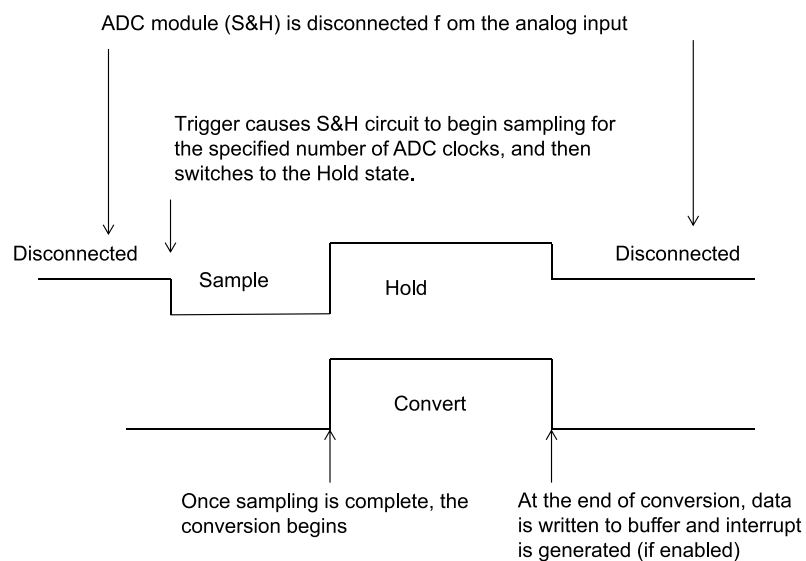 ADC module (S&H) is disconnected f om the analog input
Trigger causes S&H circuit to begin sampling for
the specified number of ADC clocks, and then
switches to the Hold state.
Disconnected
Disconnected
Sample
Hold
Convert
Once sampling is complete, the
conversion begins
At the end of conversion, data
is written to buffer and interrupt
is generated (if enabled)